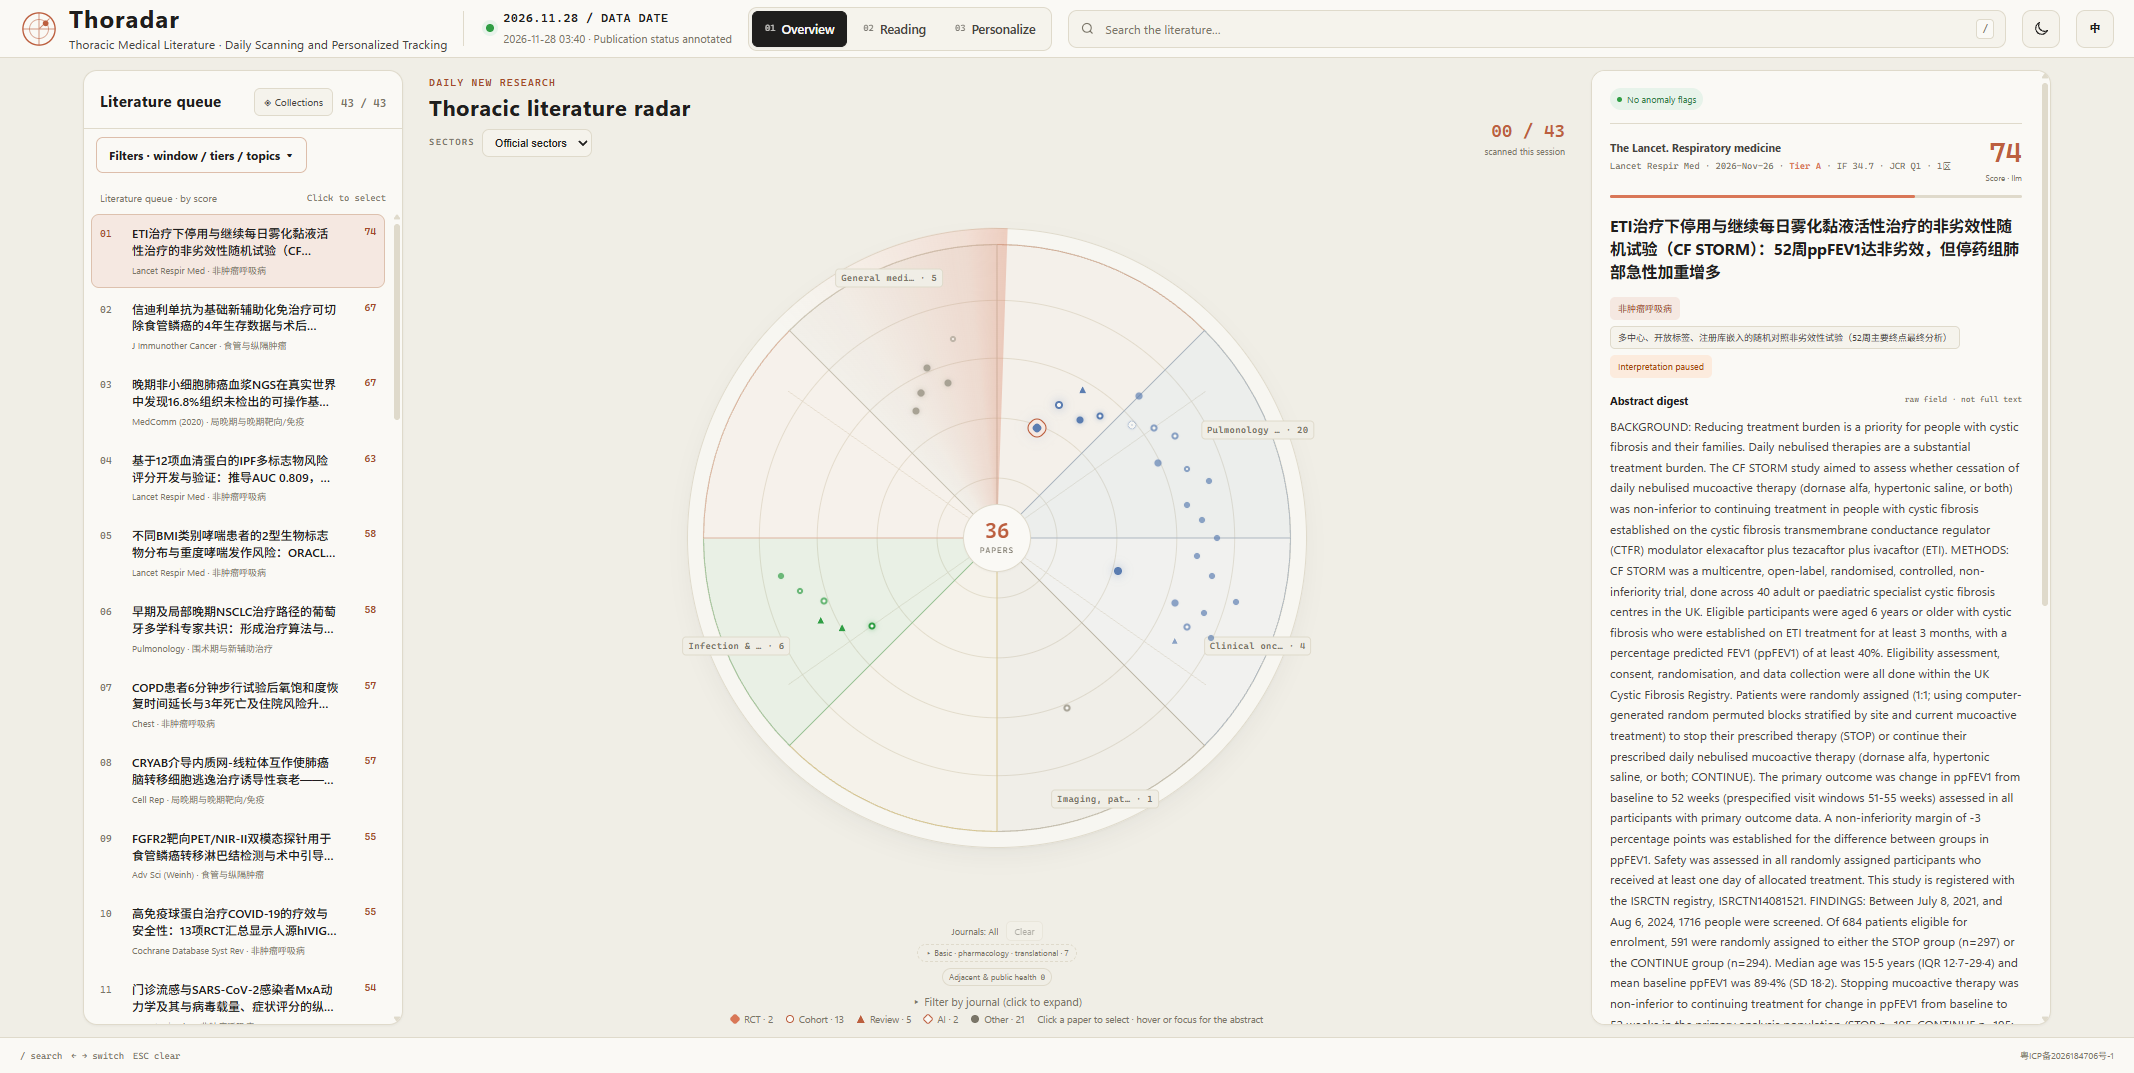 Thoradar
Thoracic Medical Literature · Daily Scanning and Personalized Tracking
2026.11.28 / DATA DATE
2026-11-28 03:40 · Publication status annotated
01 Overview
02 Reading
03 Personalize
Search the literature...
/
中
Literature queue
◈ Collections
43 / 43
Filters · window / tiers / topics
Literature queue · by score
Click to select
01
ETI治疗下停用与继续每日雾化黏液活
性治疗的非劣效性随机试验（CF...
74
Lancet Respir Med · 非肿瘤呼吸病
02
信迪利单抗为基础新辅助化免治疗可切
除食管鳞癌的4年生存数据与术后...
67
J Immunother Cancer · 食管与纵隔肿瘤
03
晚期非小细胞肺癌血浆NGS在真实世界
中发现16.8%组织未检出的可操作基...
67
MedComm (2020) · 局晚期与晚期靶向/免疫
04
基于12项血清蛋白的IPF多标志物风险
评分开发与验证：推导AUC 0.809，...
63
Lancet Respir Med · 非肿瘤呼吸病
05
不同BMI类别哮喘患者的2型生物标志
物分布与重度哮喘发作风险：ORACL...
58
Lancet Respir Med · 非肿瘤呼吸病
06
早期及局部晚期NSCLC治疗路径的葡萄
牙多学科专家共识：形成治疗算法与...
58
Pulmonology · 围术期与新辅助治疗
07
COPD患者6分钟步行试验后氧饱和度恢
复时间延长与3年死亡及住院风险升...
57
Chest · 非肿瘤呼吸病
08
CRYAB介导内质网-线粒体互作使肺癌
脑转移细胞逃逸治疗诱导性衰老——...
57
Cell Rep · 局晚期与晚期靶向/免疫
09
FGFR2靶向PET/NIR-II双模态探针用于
食管鳞癌转移淋巴结检测与术中引导...
55
Adv Sci (Weinh) · 食管与纵隔肿瘤
10
高免疫球蛋白治疗COVID-19的疗效与
安全性：13项RCT汇总显示人源hIVIG...
55
Cochrane Database Syst Rev · 非肿瘤呼吸病
11
门诊流感与SARS-CoV-2感染者MxA动
力学及其与病毒载量、症状评分的纵...
54
DAILY NEW RESEARCH
Thoracic literature radar
SECTORS
Official sectors
00 / 43
scanned this session
General medi… · 5
Pulmonology … · 20
Infection & … · 6
Clinical onc… · 4
Imaging, pat… · 1
36
PAPERS
Journals: All
Clear
‣ Basic · pharmacology · translational · 7
Adjacent & public health 0
‣ Filter by journal (click to expand)
RCT · 2
Cohort · 13
Review · 5
AI · 2
Other · 21
Click a paper to select · hover or focus for the abstract
No anomaly flags
The Lancet. Respiratory medicine
Lancet Respir Med · 2026-Nov-26 · Tier A · IF 34.7 · JCR Q1 · 1区
74
Score · llm
ETI治疗下停用与继续每日雾化黏液活性治疗的非劣效性随
机试验（CF STORM）：52周ppFEV1达非劣效，但停药组肺
部急性加重增多
非肿瘤呼吸病
多中心、开放标签、注册库嵌入的随机对照非劣效性试验（52周主要终点最终分析）
Interpretation paused
Abstract digest
raw field · not full text
BACKGROUND: Reducing treatment burden is a priority for people with cystic
fibrosis and their families. Daily nebulised therapies are a substantial
treatment burden. The CF STORM study aimed to assess whether cessation of
daily nebulised mucoactive therapy (dornase alfa, hypertonic saline, or both)
was non-inferior to continuing treatment in people with cystic fibrosis
established on the cystic fibrosis transmembrane conductance regulator
(CTFR) modulator elexacaftor plus tezacaftor plus ivacaftor (ETI). METHODS:
CF STORM was a multicentre, open-label, randomised, controlled, non-
inferiority trial, done across 40 adult or paediatric specialist cystic fibrosis
centres in the UK. Eligible participants were aged 6 years or older with cystic
fibrosis who were established on ETI treatment for at least 3 months, with a
percentage predicted FEV1 (ppFEV1) of at least 40%. Eligibility assessment,
consent, randomisation, and data collection were all done within the UK
Cystic Fibrosis Registry. Patients were randomly assigned (1:1; using computer-
generated random permuted blocks stratified by site and current mucoactive
treatment) to stop their prescribed therapy (STOP) or continue their
prescribed daily nebulised mucoactive therapy (dornase alfa, hypertonic
saline, or both; CONTINUE). The primary outcome was change in ppFEV1 from
baseline to 52 weeks (prespecified visit windows 51-55 weeks) assessed in all
participants with primary outcome data. A non-inferiority margin of -3
percentage points was established for the difference between groups in
ppFEV1. Safety was assessed in all randomly assigned participants who
received at least one day of allocated treatment. This study is registered with
the ISRCTN registry, ISRCTN14081521. FINDINGS: Between July 8, 2021, and
Aug 6, 2024, 1716 people were screened. Of 684 patients eligible for
enrolment, 591 were randomly assigned to either the STOP group (n=297) or
the CONTINUE group (n=294). Median age was 15·5 years (IQR 12·7-29·4) and
mean baseline ppFEV1 was 89·4% (SD 18·2). Stopping mucoactive therapy was
non-inferior to continuing treatment for change in ppFEV1 from baseline to
/ search  ← → switch  ESC clear
粤ICP备2026184706号-1